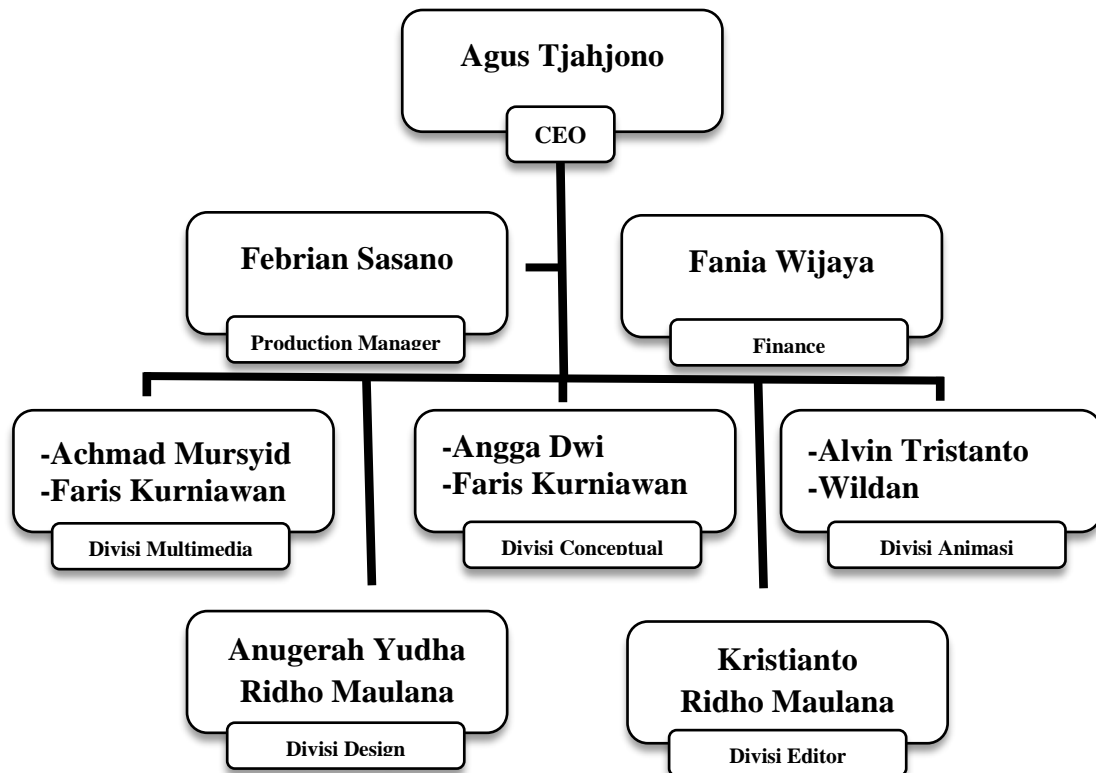 Agus Tjahjono
CEO
Febrian Sasano
Production Manager
Fania Wijaya
Finance
-Achmad Mursyid
-Faris Kurniawan
Divisi Multimedia
-Angga Dwi
-Faris Kurniawan
Divisi Conceptual
-Alvin Tristanto
-Wildan
Divisi Animasi
Anugerah Yudha
Ridho Maulana
Divisi Design
Kristianto
Ridho Maulana
Divisi Editor